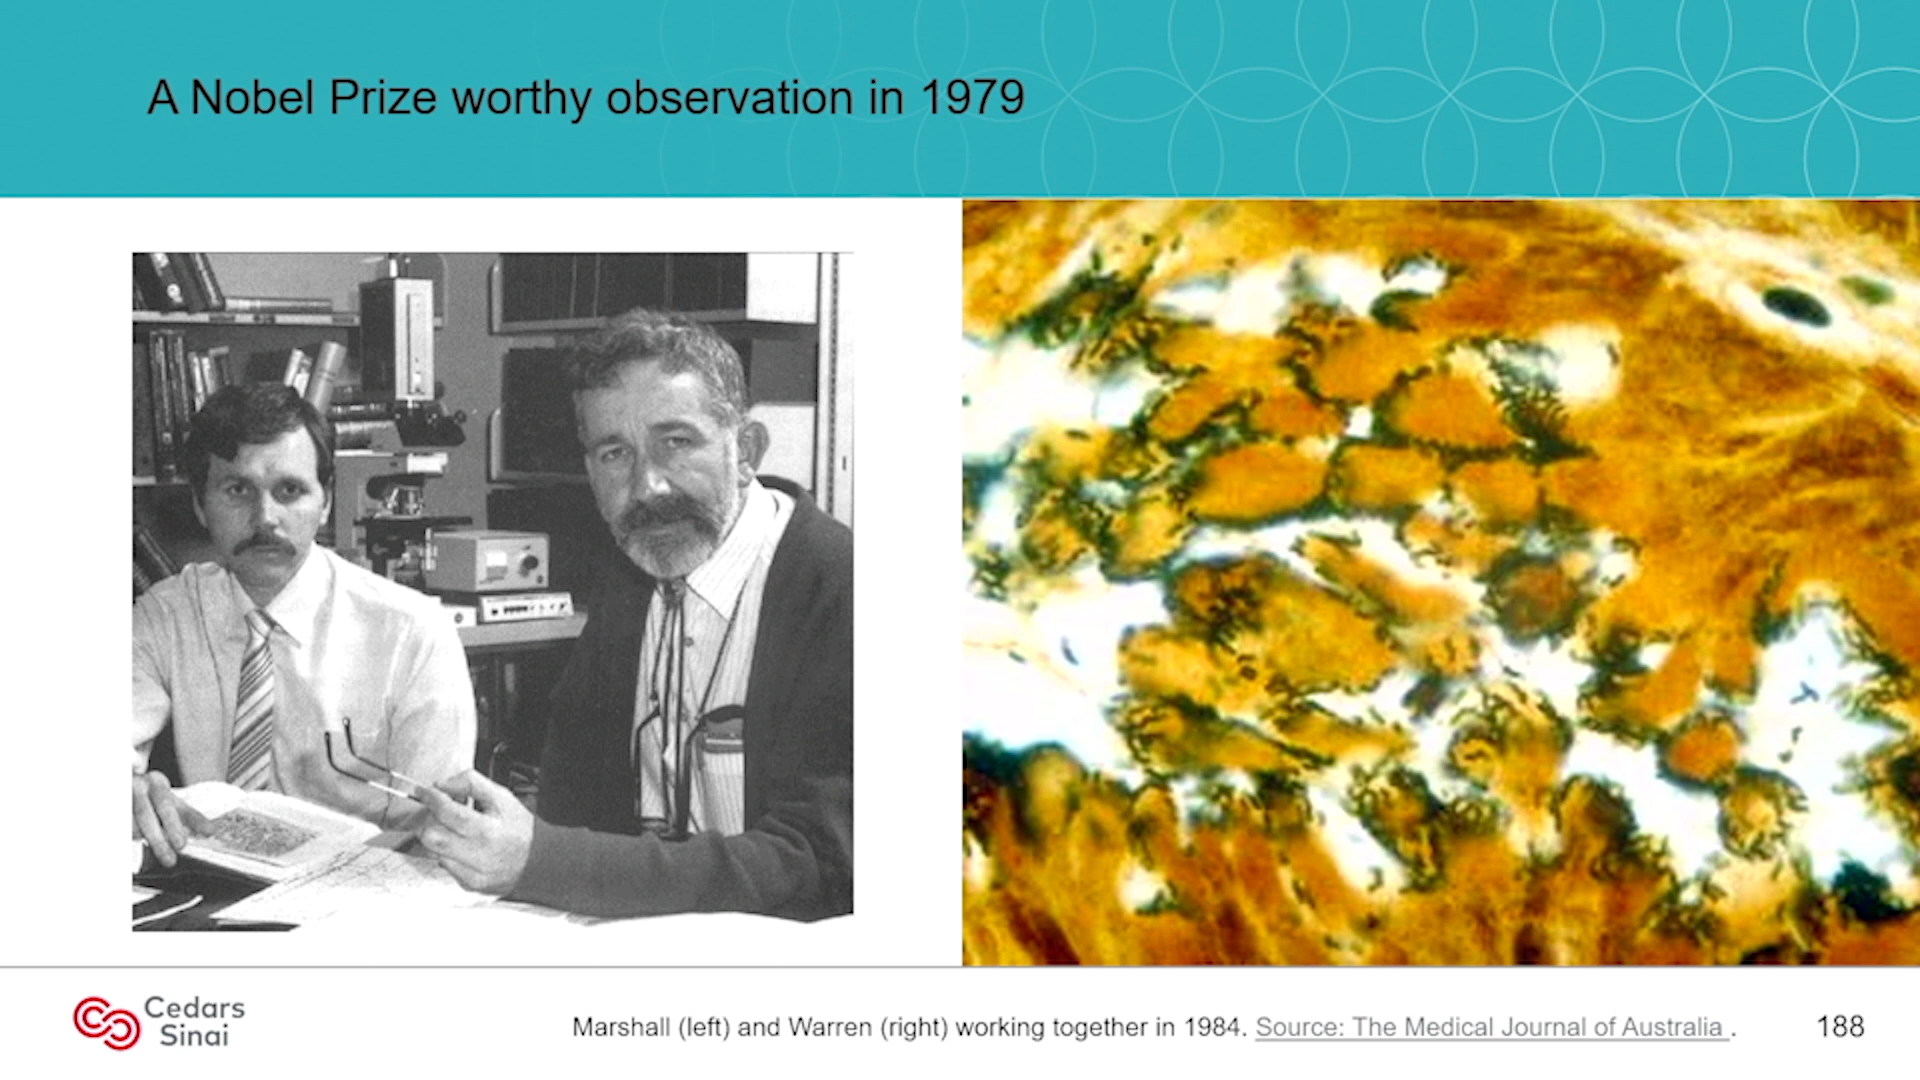 A Nobel Prize worthy observation in 1979
Cedars
Sinai
Marshall (left) and Warren (right) working together in 1984. Source: The Medical Journal of Australia .
188